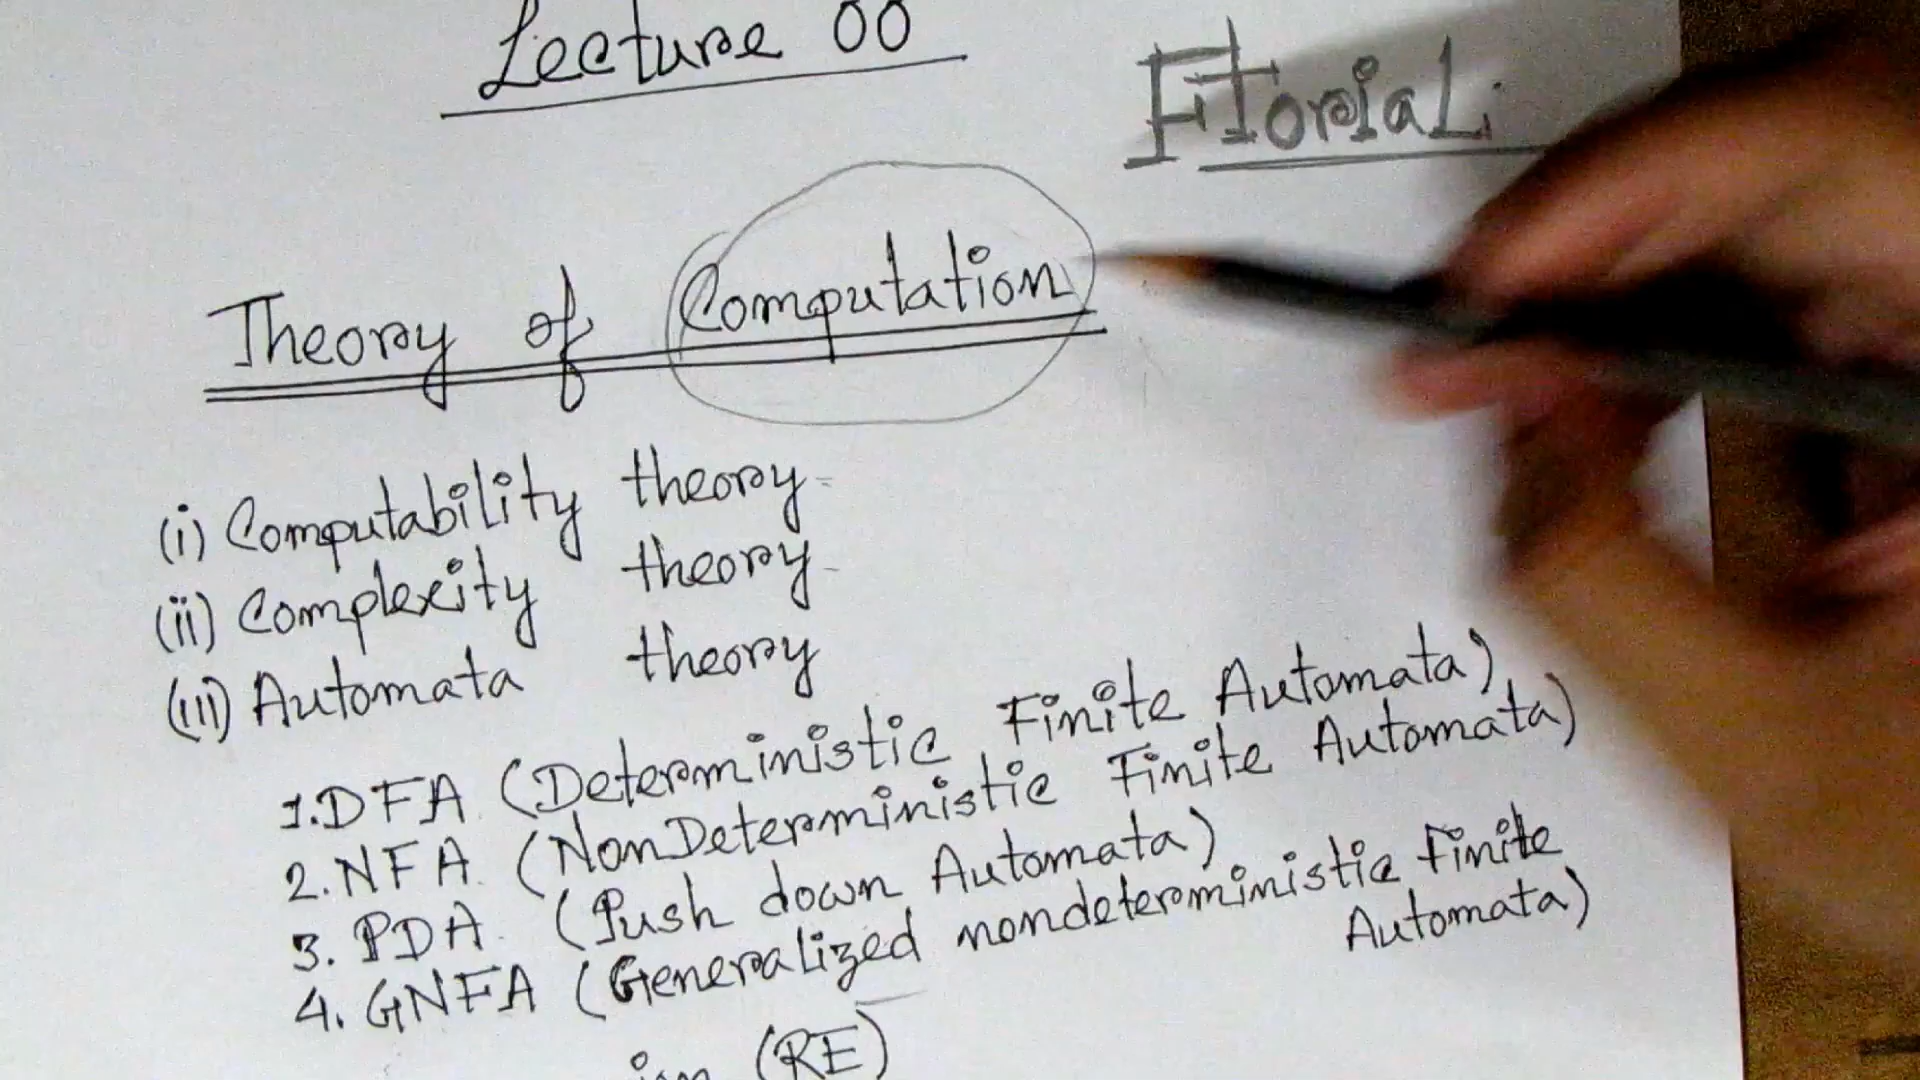 Lecture 00
FItorial.
Theory of Computation
(i) Computability theory
(ii) Complexity theory
(iii) Automata theory
1. DFA (Deterministic Finite Automata)
2. NFA (NonDeterministic Finite Automata)
3. PDA (Push down Automata)
4. GNFA (Generalized nondeterministic Finite
Automata)
(RE)